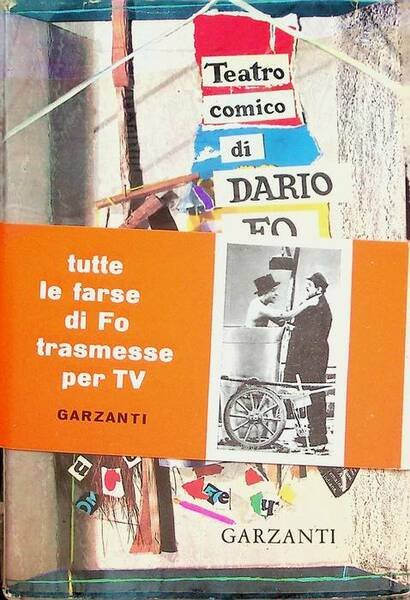 Teatro
comico
di
DARIO
FO
tutte
le farse
di Fo
trasmesse
per TV
GARZANTI
GARZANTI